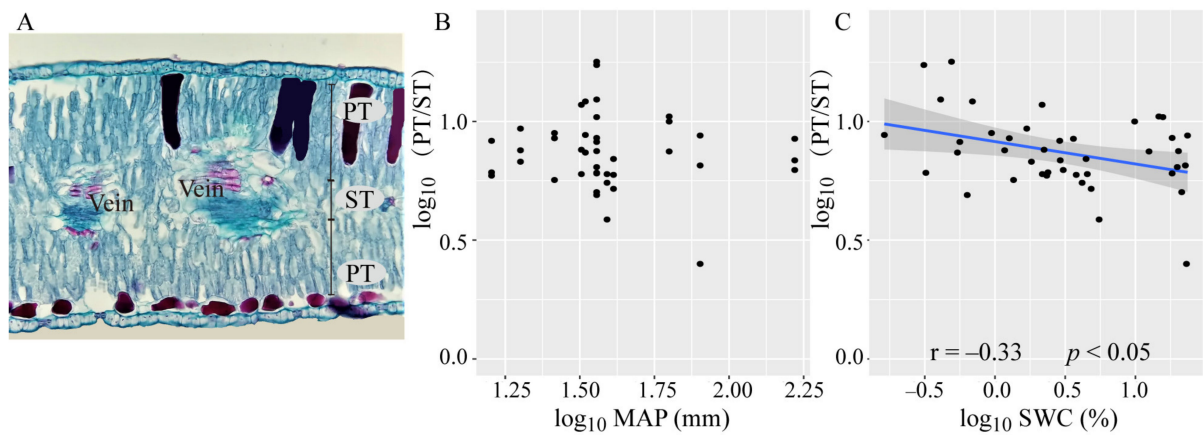 A
PT
Vein
Vein
ST
PT
B
log10 (PT/ST)
1.0
0.5
0.0
1.25 1.50 1.75 2.00 2.25
log10 MAP (mm)
C
log10 (PT/ST)
1.0
0.5
0.0
r = –0.33 p < 0.05
–0.5 0.0 0.5 1.0
log10 SWC (%)